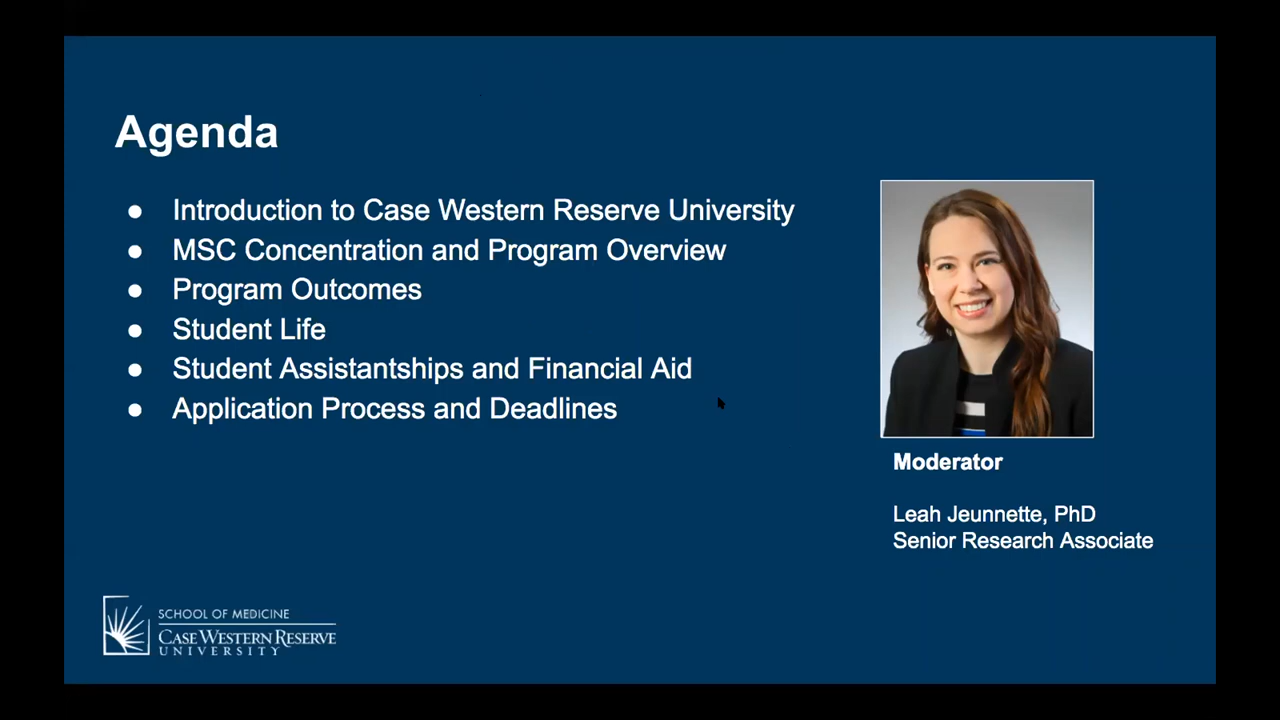 Agenda
● Introduction to Case Western Reserve University
● MSC Concentration and Program Overview
● Program Outcomes
● Student Life
● Student Assistantships and Financial Aid
● Application Process and Deadlines
Moderator
Leah Jeunnette, PhD
Senior Research Associate
SCHOOL OF MEDICINE
CASE WESTERN RESERVE
UNIVERSITY